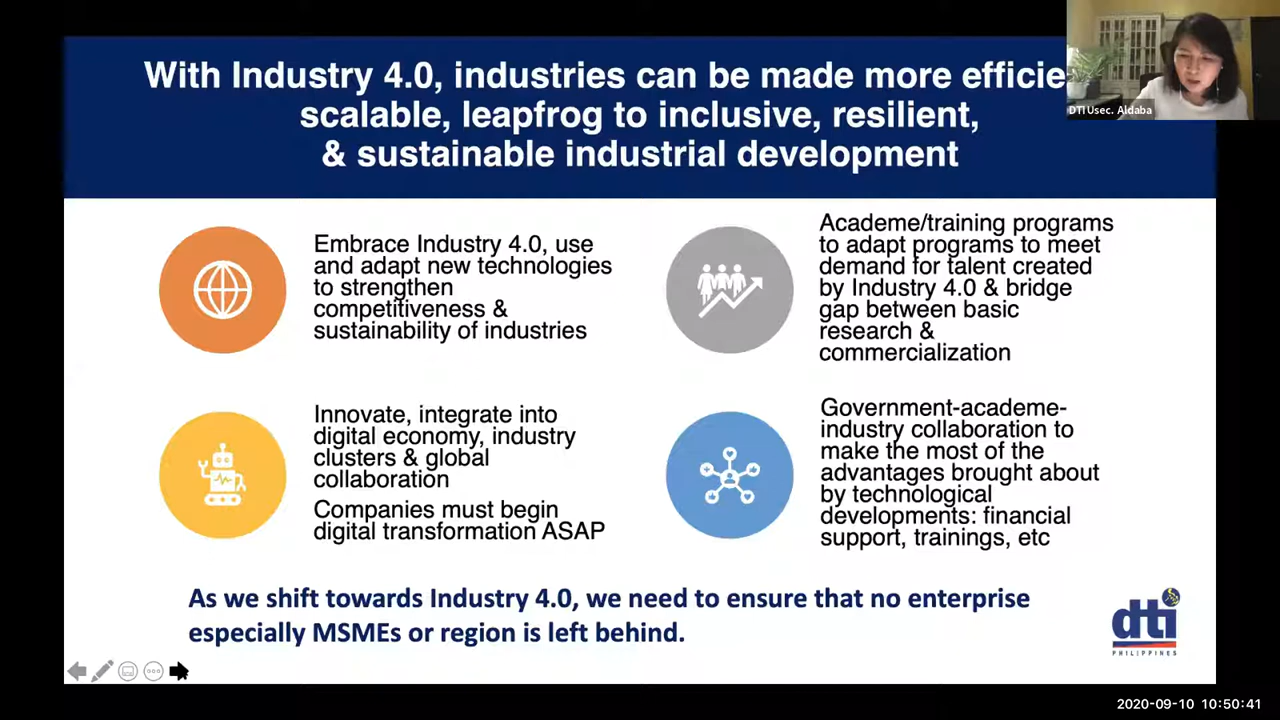 With Industry 4.0, industries can be made more efficie
scalable, leapfrog to inclusive, resilient,
& sustainable industrial development
DTI Usec. Aldaba
Embrace Industry 4.0, use
and adapt new technologies
to strengthen
competitiveness &
sustainability of industries
Academe/training programs
to adapt programs to meet
demand for talent created
by Industry 4.0 & bridge
gap between basic
research &
commercialization
Innovate, integrate into
digital economy, industry
clusters & global
collaboration
Companies must begin
digital transformation ASAP
Government-academe-
industry collaboration to
make the most of the
advantages brought about
by technological
developments: financial
support, trainings, etc
As we shift towards Industry 4.0, we need to ensure that no enterprise
especially MSMEs or region is left behind.
dti
PHILIPPINES
2020-09-10 10:50:41